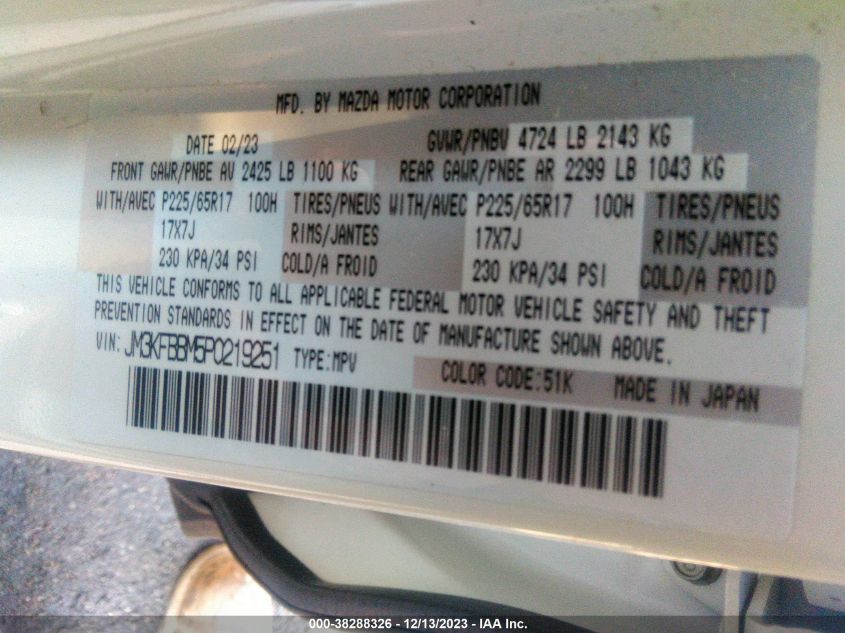 MFD. BY MAZDA MOTOR CORPORATION
DATE 02/23 GVWR/PNBV 4724 LB 2143 KG
FRONT GAWR/PNBE AV 2425 LB 1100 KG REAR GAWR/PNBE AR 2299 LB 1043 KG
WITH/AVEC P225/65R17 100H TIRES/PNEUS WITH/AVEC P225/65R17 100H TIRES/PNEUS
17X7J RIMS/JANTES 17X7J RIMS/JANTES
230 KPA/34 PSI COLD/A FROID 230 KPA/34 PSI COLD/A FROID
THIS VEHICLE CONFORMS TO ALL APPLICABLE FEDERAL MOTOR VEHICLE SAFETY AND THEFT
PREVENTION STANDARDS IN EFFECT ON THE DATE OF MANUFACTURE SHOWN ABOVE.
VIN: JM3KFBBM5P0219251 TYPE:MPV COLOR CODE:51K MADE IN JAPAN
000-38288326 - 12/13/2023 - IAA Inc.